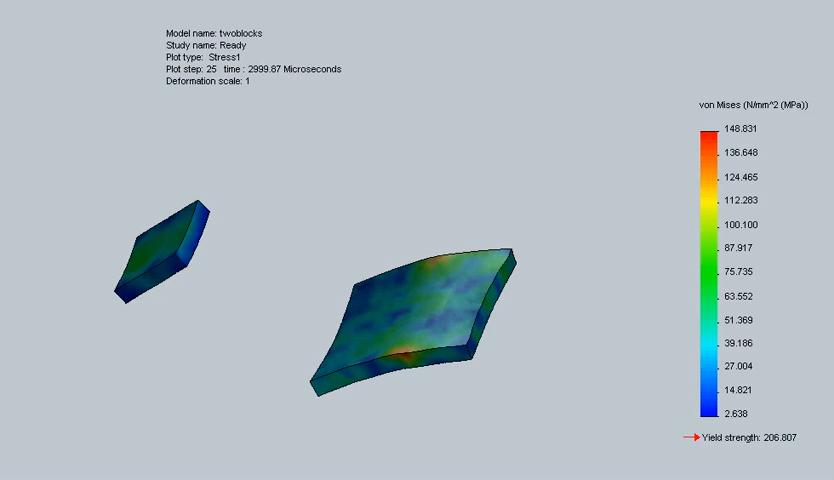 Model name: twoblocks
Study name: Ready
Plot type: Stress1
Plot step: 25 time : 2999.87 Microseconds
Deformation scale: 1
von Mises (N/mm^2 (MPa))
148.831
136.648
124.465
112.283
100.100
87.917
75.735
63.552
51.369
39.186
27.004
14.821
2.638
Yield strength: 206.807